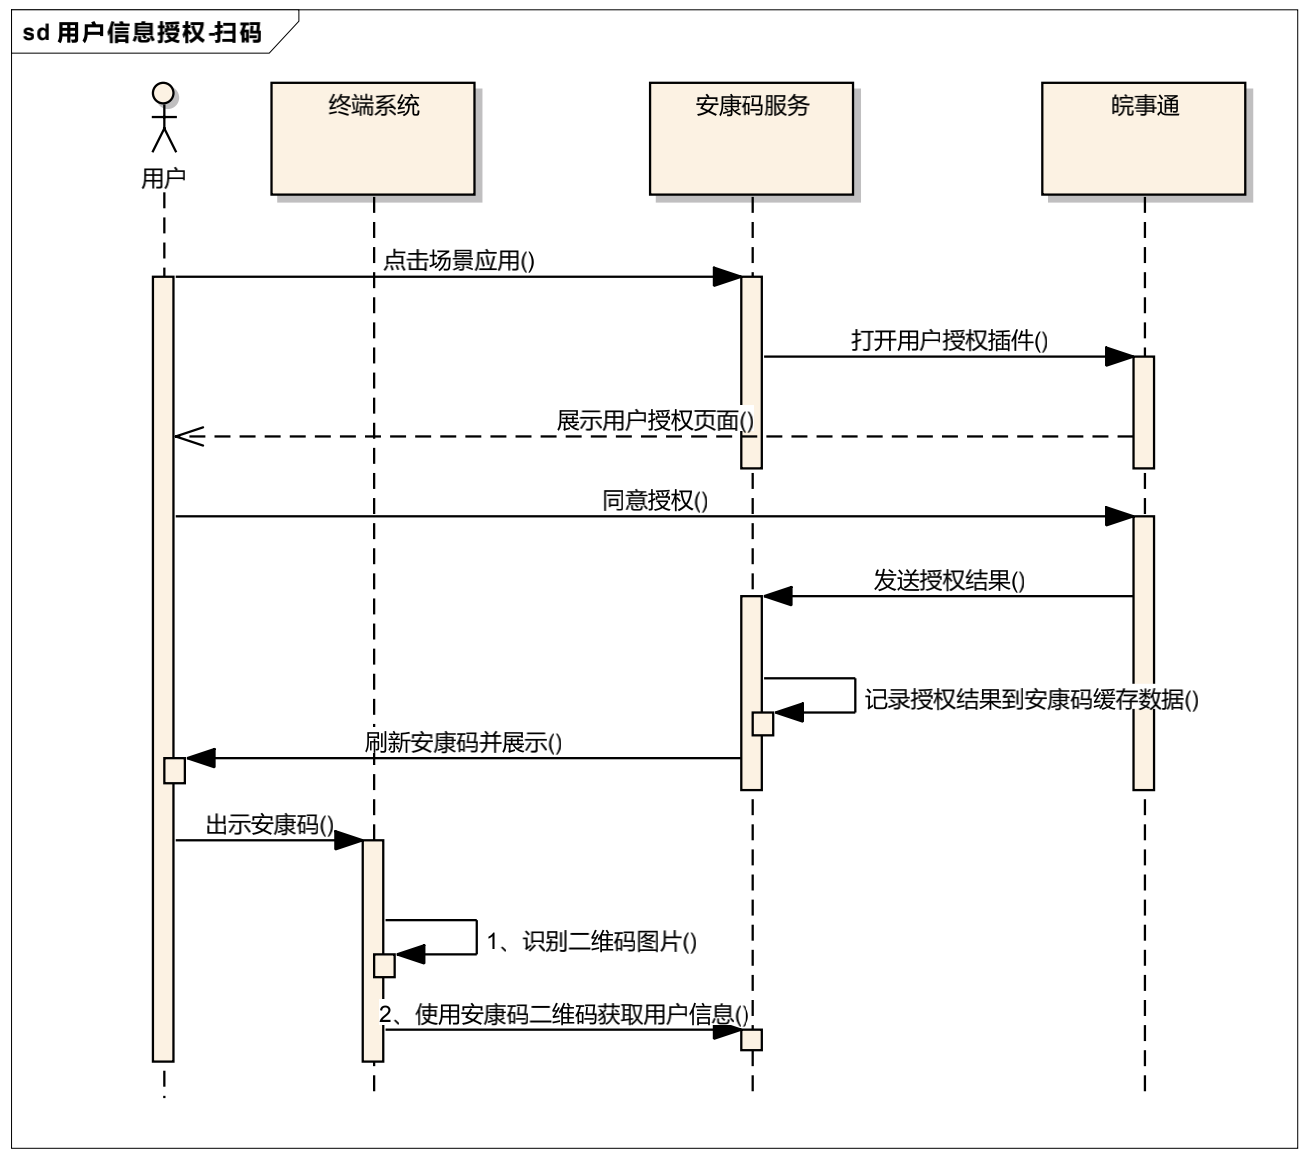 sd 用户信息授权-扫码
用户
终端系统
安康码服务
皖事通
点击场景应用()
打开用户授权插件()
展示用户授权页面()
同意授权()
发送授权结果()
记录授权结果到安康码缓存数据()
刷新安康码并展示()
出示安康码()
1、识别二维码图片()
2、使用安康码二维码获取用户信息()